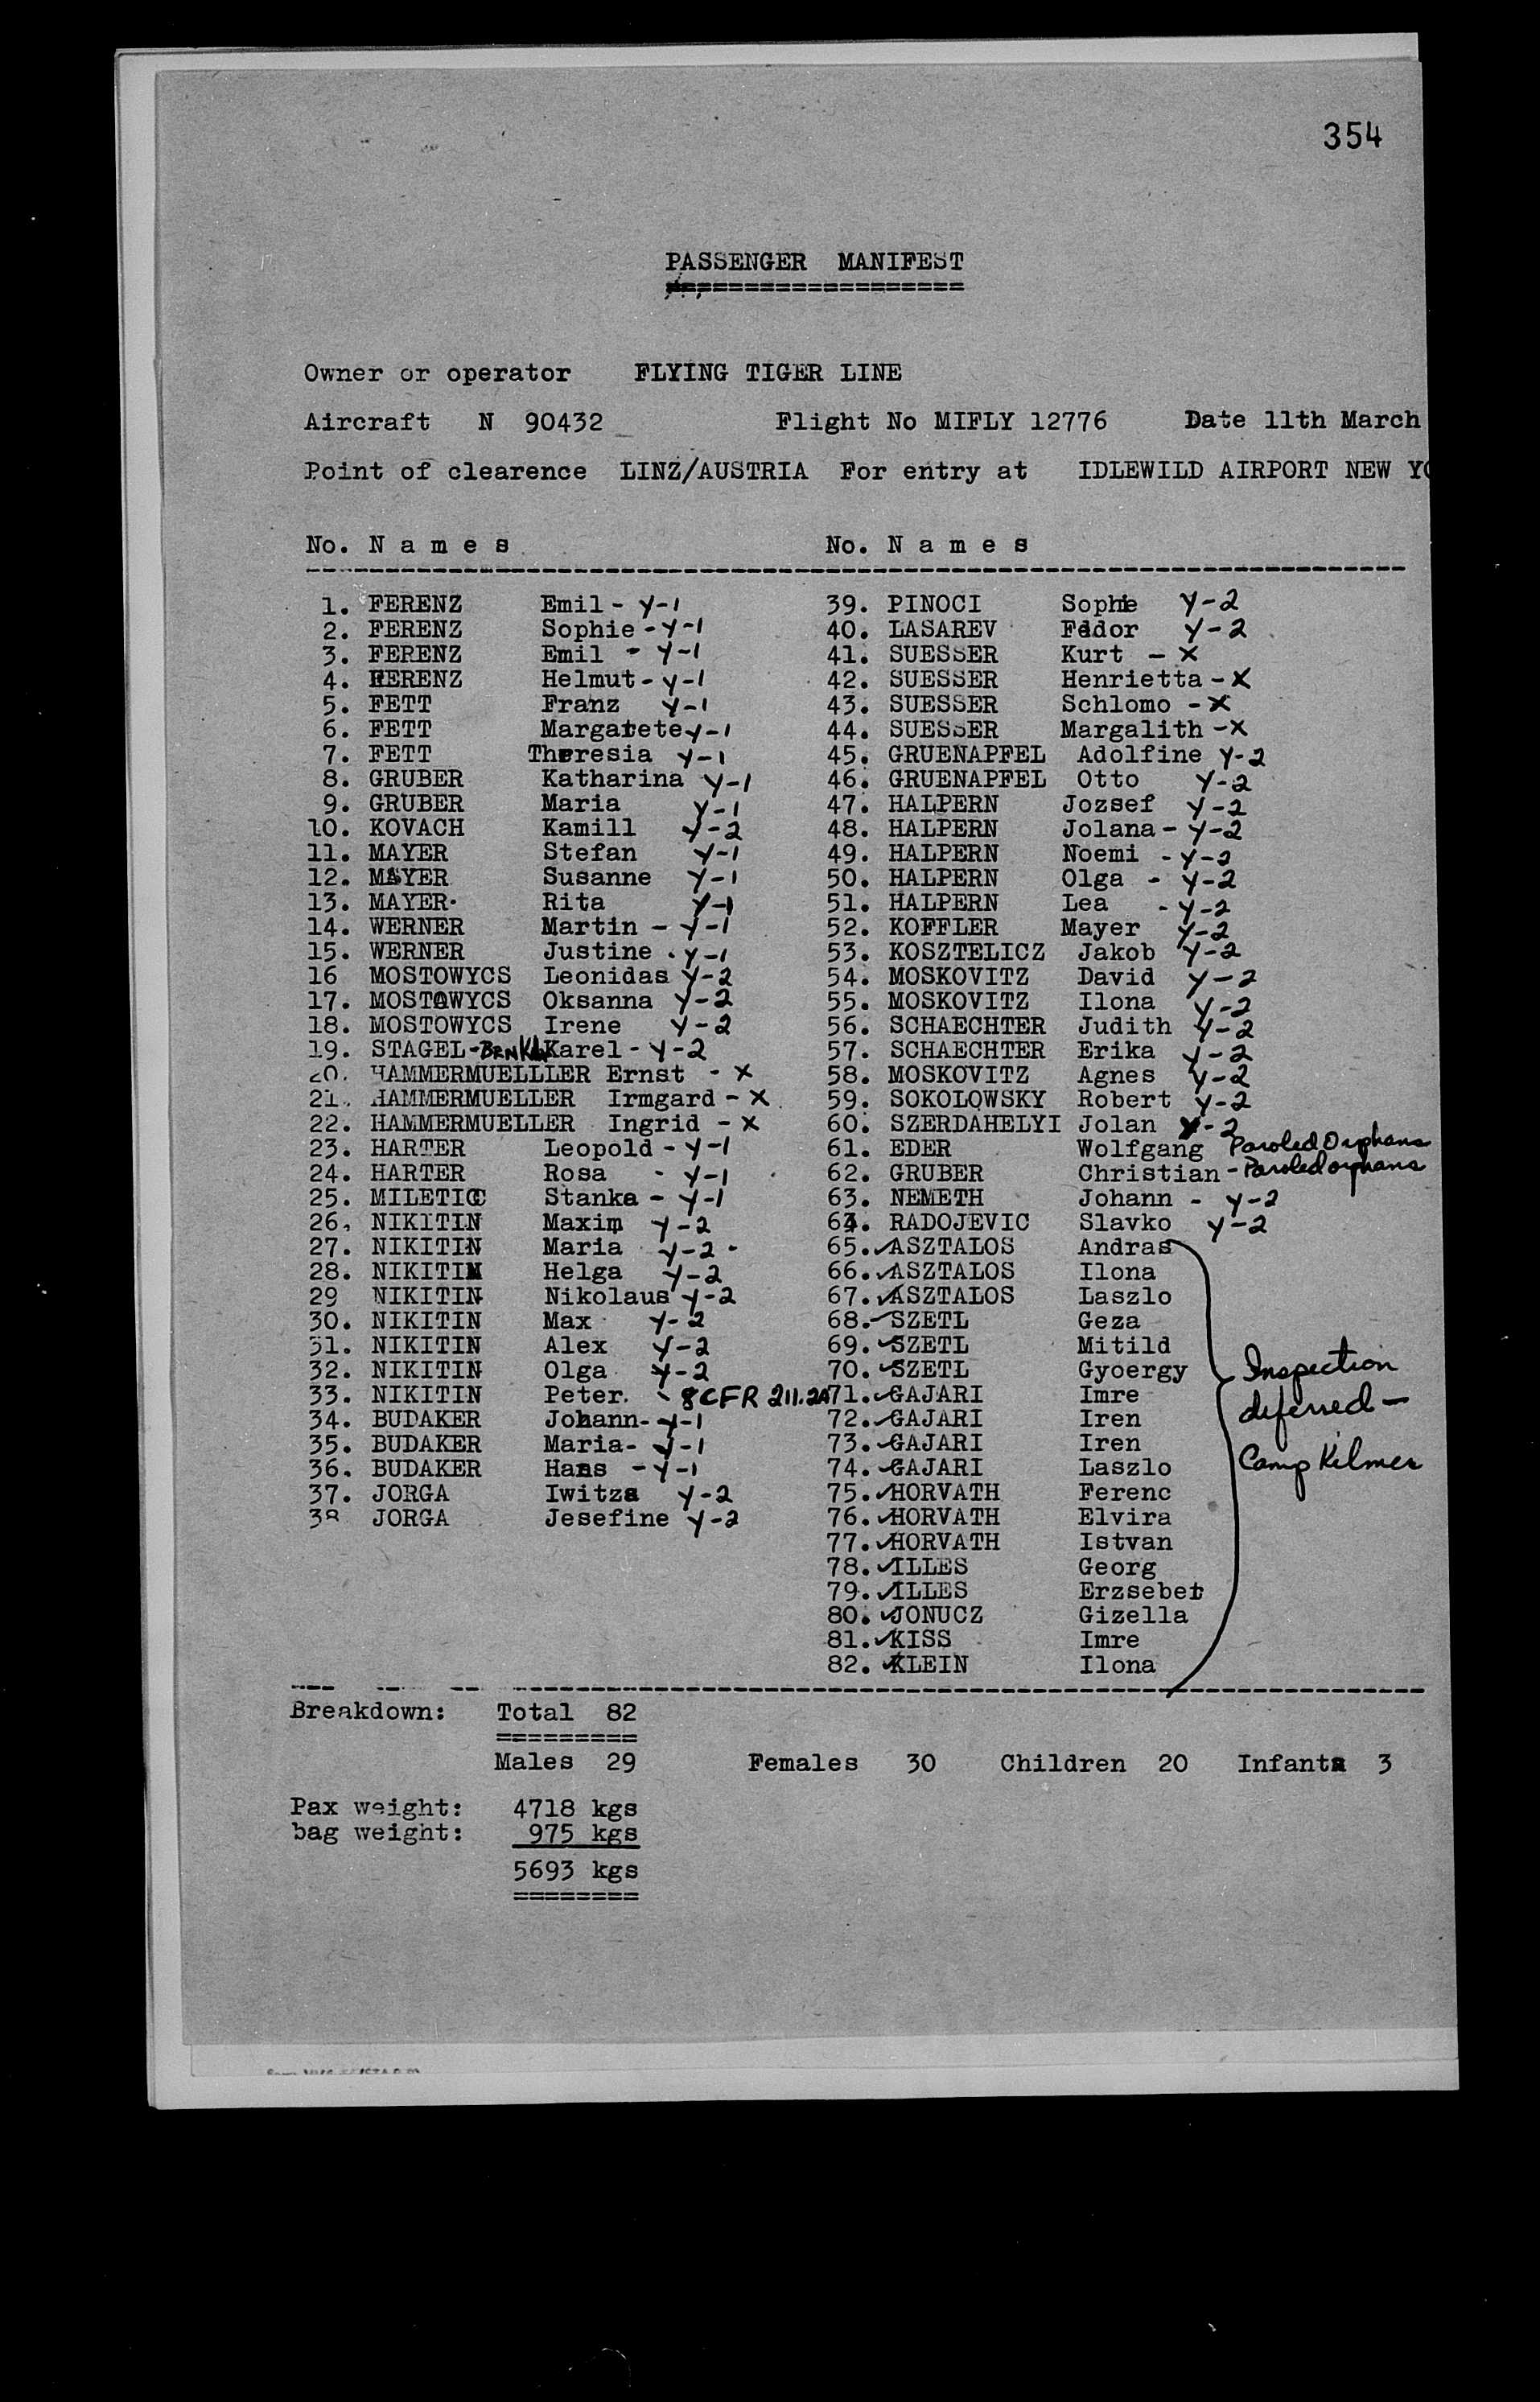 354
PASSENGER MANIFEST
===================
Owner or operator FLYING TIGER LINE
Aircraft N 90432 Flight No MIFLY 12776 Date 11th March
Point of clearence LINZ/AUSTRIA For entry at IDLEWILD AIRPORT NEW YO
No. N a m e s
1. FERENZ Emil - Y-1
2. FERENZ Sophie - Y-1
3. FERENZ Emil - Y-1
4. FERENZ Helmut - Y-1
5. FETT Franz Y-1
6. FETT Margarete Y-1
7. FETT Theresia Y-1
8. GRUBER Katharina Y-1
9. GRUBER Maria Y-1
10. KOVACH Kamill Y-2
11. MAYER Stefan Y-1
12. MAYER Susanne Y-1
13. MAYER Rita Y-1
14. WERNER Martin - Y-1
15. WERNER Justine Y-1
16 MOSTOWYCS Leonidas Y-2
17. MOSTOWYCS Oksanna Y-2
18. MOSTOWYCS Irene Y-2
19. STAGEL- Karel - Y-2
20. HAMMERMUELLLER Ernst - X
21. HAMMERMUELLER Irmgard - X
22. HAMMERMUELLER Ingrid - X
23. HARTER Leopold - Y-1
24. HARTER Rosa - Y-1
25. MILETIC Stanka - Y-1
26. NIKITIN Maxim Y-2
27. NIKITIN Maria Y-2
28. NIKITIN Helga Y-2
29 NIKITIN Nikolaus Y-2
30. NIKITIN Max Y-2
31. NIKITIN Alex Y-2
32. NIKITIN Olga Y-2
33. NIKITIN Peter. - 8CFR 211.2A
34. BUDAKER Johann- Y-1
35. BUDAKER Maria- Y-1
36. BUDAKER Hans - Y-1
37. JORGA Iwitza Y-2
38 JORGA Jesefine Y-2
No. N a m e s
39. PINOCI Sophie Y-2
40. LASAREV Fedor Y-2
41. SUESSER Kurt - X
42. SUESSER Henrietta - X
43. SUESSER Schlomo - X
44. SUESSER Margalith - X
45. GRUENAPFEL Adolfine Y-2
46. GRUENAPFEL Otto Y-2
47. HALPERN Jozsef Y-2
48. HALPERN Jolana - Y-2
49. HALPERN Noemi - Y-2
50. HALPERN Olga - Y-2
51. HALPERN Lea - Y-2
52. KOFFLER Mayer Y-2
53. KOSZTELICZ Jakob Y-2
54. MOSKOVITZ David Y-2
55. MOSKOVITZ Ilona Y-2
56. SCHAECHTER Judith Y-2
57. SCHAECHTER Erika Y-2
58. MOSKOVITZ Agnes Y-2
59. SOKOLOWSKY Robert Y-2
60. SZERDAHELYI Jolan Y-2
61. EDER Wolfgang Paroled Orphans
62. GRUBER Christian - Paroled orphans
63. NEMETH Johann - Y-2
64. RADOJEVIC Slavko Y-2
65. ✓ASZTALOS Andras
66. ✓ASZTALOS Ilona
67. ✓ASZTALOS Laszlo
68. ✓SZETL Geza
69. ✓SZETL Mitild
70. ✓SZETL Gyoergy
71. ✓GAJARI Imre
72. ✓GAJARI Iren
73. ✓GAJARI Iren
74. ✓GAJARI Laszlo
75. ✓HORVATH Ferenc
76. ✓HORVATH Elvira
77. ✓HORVATH Istvan
78. ✓ILLES Georg
79. ✓ILLES Erzsebet
80. ✓JONUCZ Gizella
81. ✓KISS Imre
82. ✓KLEIN Ilona
Inspection
deferred -
Camp Kilmer
Breakdown: Total 82
=========
Males 29 Females 30 Children 20 Infants 3
Pax weight: 4718 kgs
bag weight: 975 kgs
5693 kgs
========